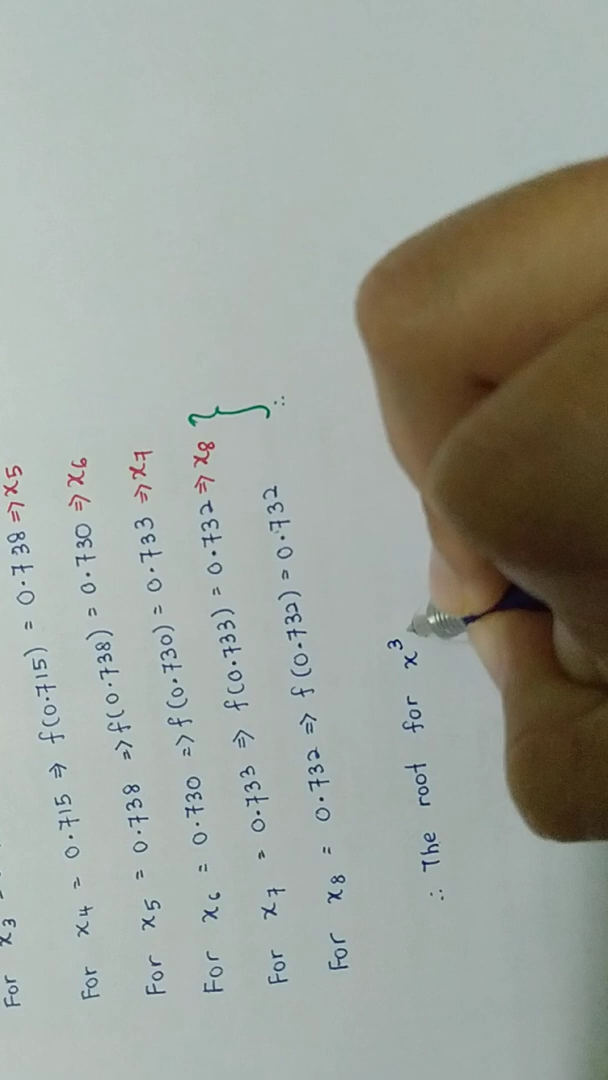 For x3
For x4 = 0.715 ⇒ f(0.715) = 0.738 ⇒ x5
For x5 = 0.738 ⇒ f(0.738) = 0.730 ⇒ x6
For x6 = 0.730 ⇒ f(0.730) = 0.733 ⇒ x7
For x7 = 0.733 ⇒ f(0.733) = 0.732 ⇒ x8
For x8 = 0.732 ⇒ f(0.732) = 0.732
} ∴
∴ The root for x³